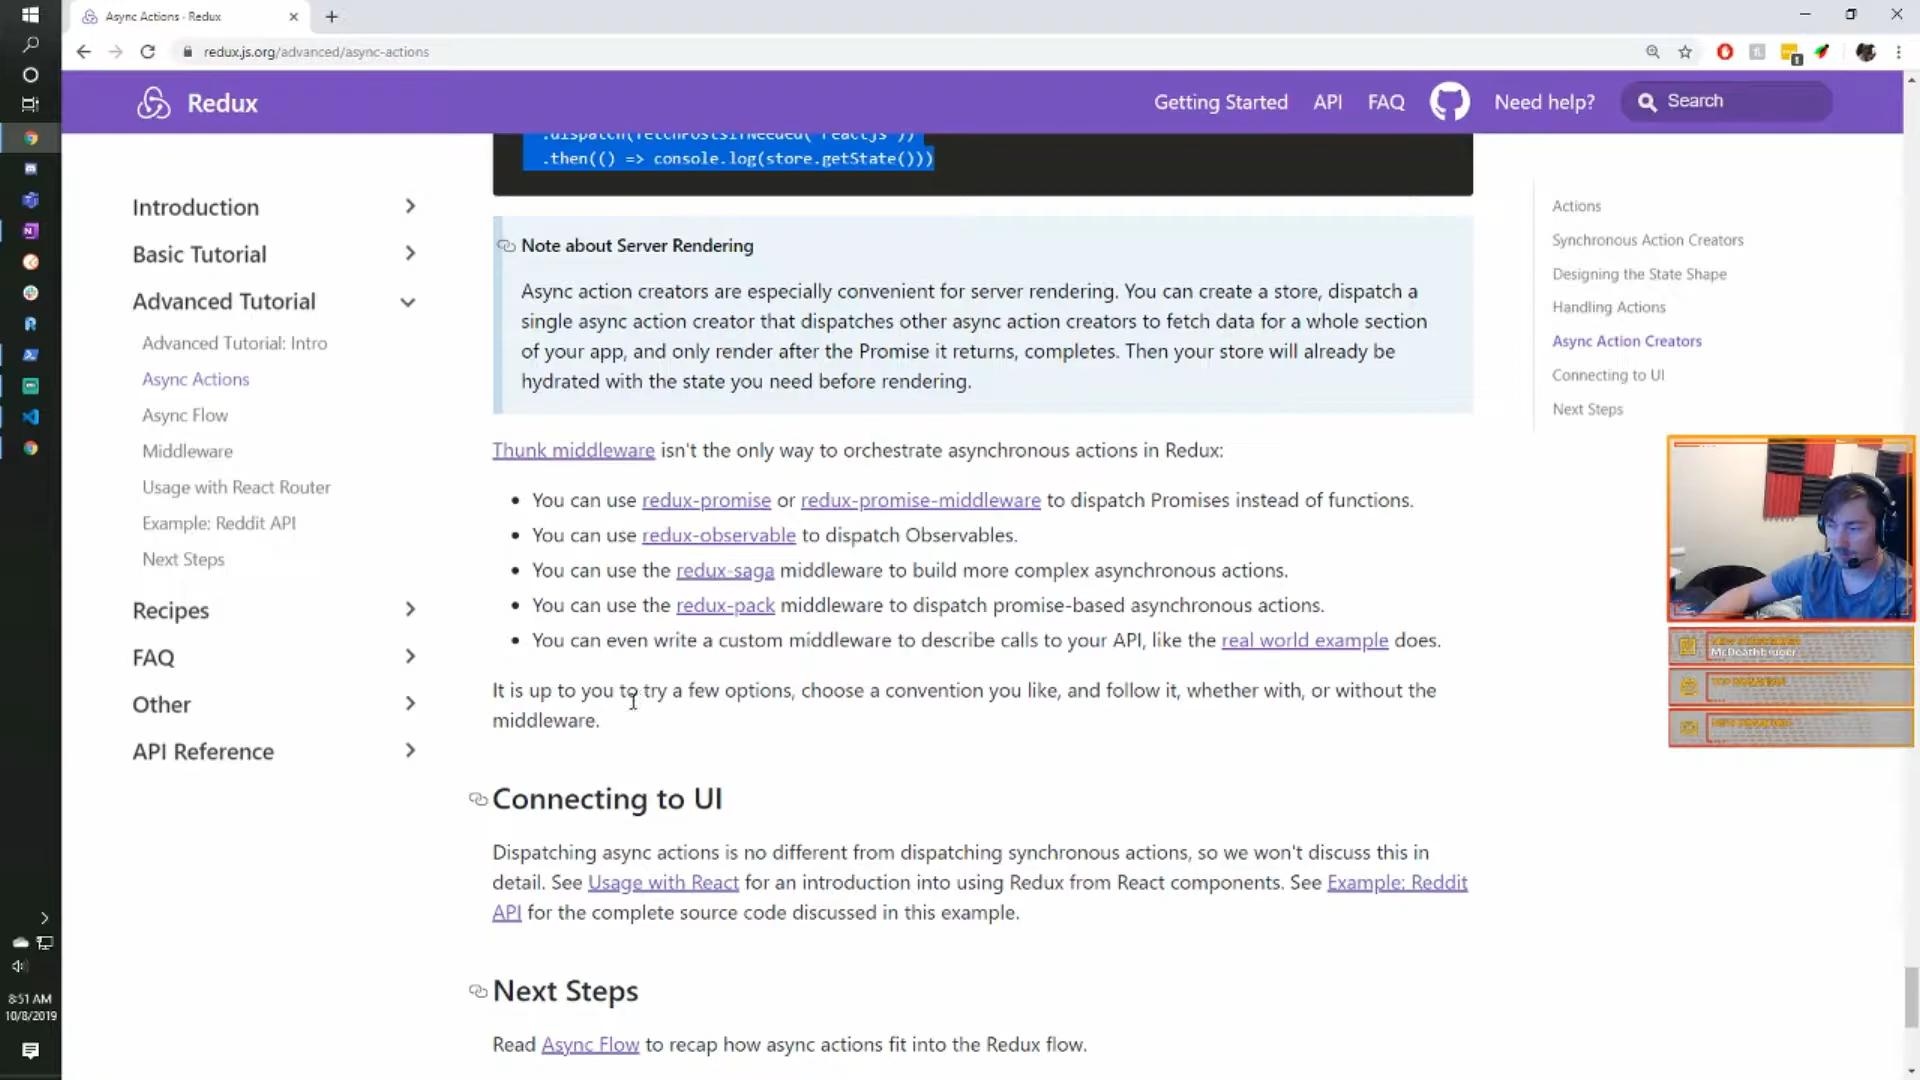 Async Actions · Redux
redux.js.org/advanced/async-actions
Redux
Getting Started
API
FAQ
Need help?
Search
.dispatch(fetchPostsIfNeeded('reactjs'))
.then(() => console.log(store.getState()))
Introduction
Basic Tutorial
Advanced Tutorial
Advanced Tutorial: Intro
Async Actions
Async Flow
Middleware
Usage with React Router
Example: Reddit API
Next Steps
Recipes
FAQ
Other
API Reference
Note about Server Rendering
Async action creators are especially convenient for server rendering. You can create a store, dispatch a
single async action creator that dispatches other async action creators to fetch data for a whole section
of your app, and only render after the Promise it returns, completes. Then your store will already be
hydrated with the state you need before rendering.
Thunk middleware isn't the only way to orchestrate asynchronous actions in Redux:
You can use redux-promise or redux-promise-middleware to dispatch Promises instead of functions.
You can use redux-observable to dispatch Observables.
You can use the redux-saga middleware to build more complex asynchronous actions.
You can use the redux-pack middleware to dispatch promise-based asynchronous actions.
You can even write a custom middleware to describe calls to your API, like the real world example does.
It is up to you to try a few options, choose a convention you like, and follow it, whether with, or without the
middleware.
Connecting to UI
Dispatching async actions is no different from dispatching synchronous actions, so we won't discuss this in
detail. See Usage with React for an introduction into using Redux from React components. See Example: Reddit
API for the complete source code discussed in this example.
Next Steps
Read Async Flow to recap how async actions fit into the Redux flow.
Actions
Synchronous Action Creators
Designing the State Shape
Handling Actions
Async Action Creators
Connecting to UI
Next Steps
8:51 AM
10/8/2019